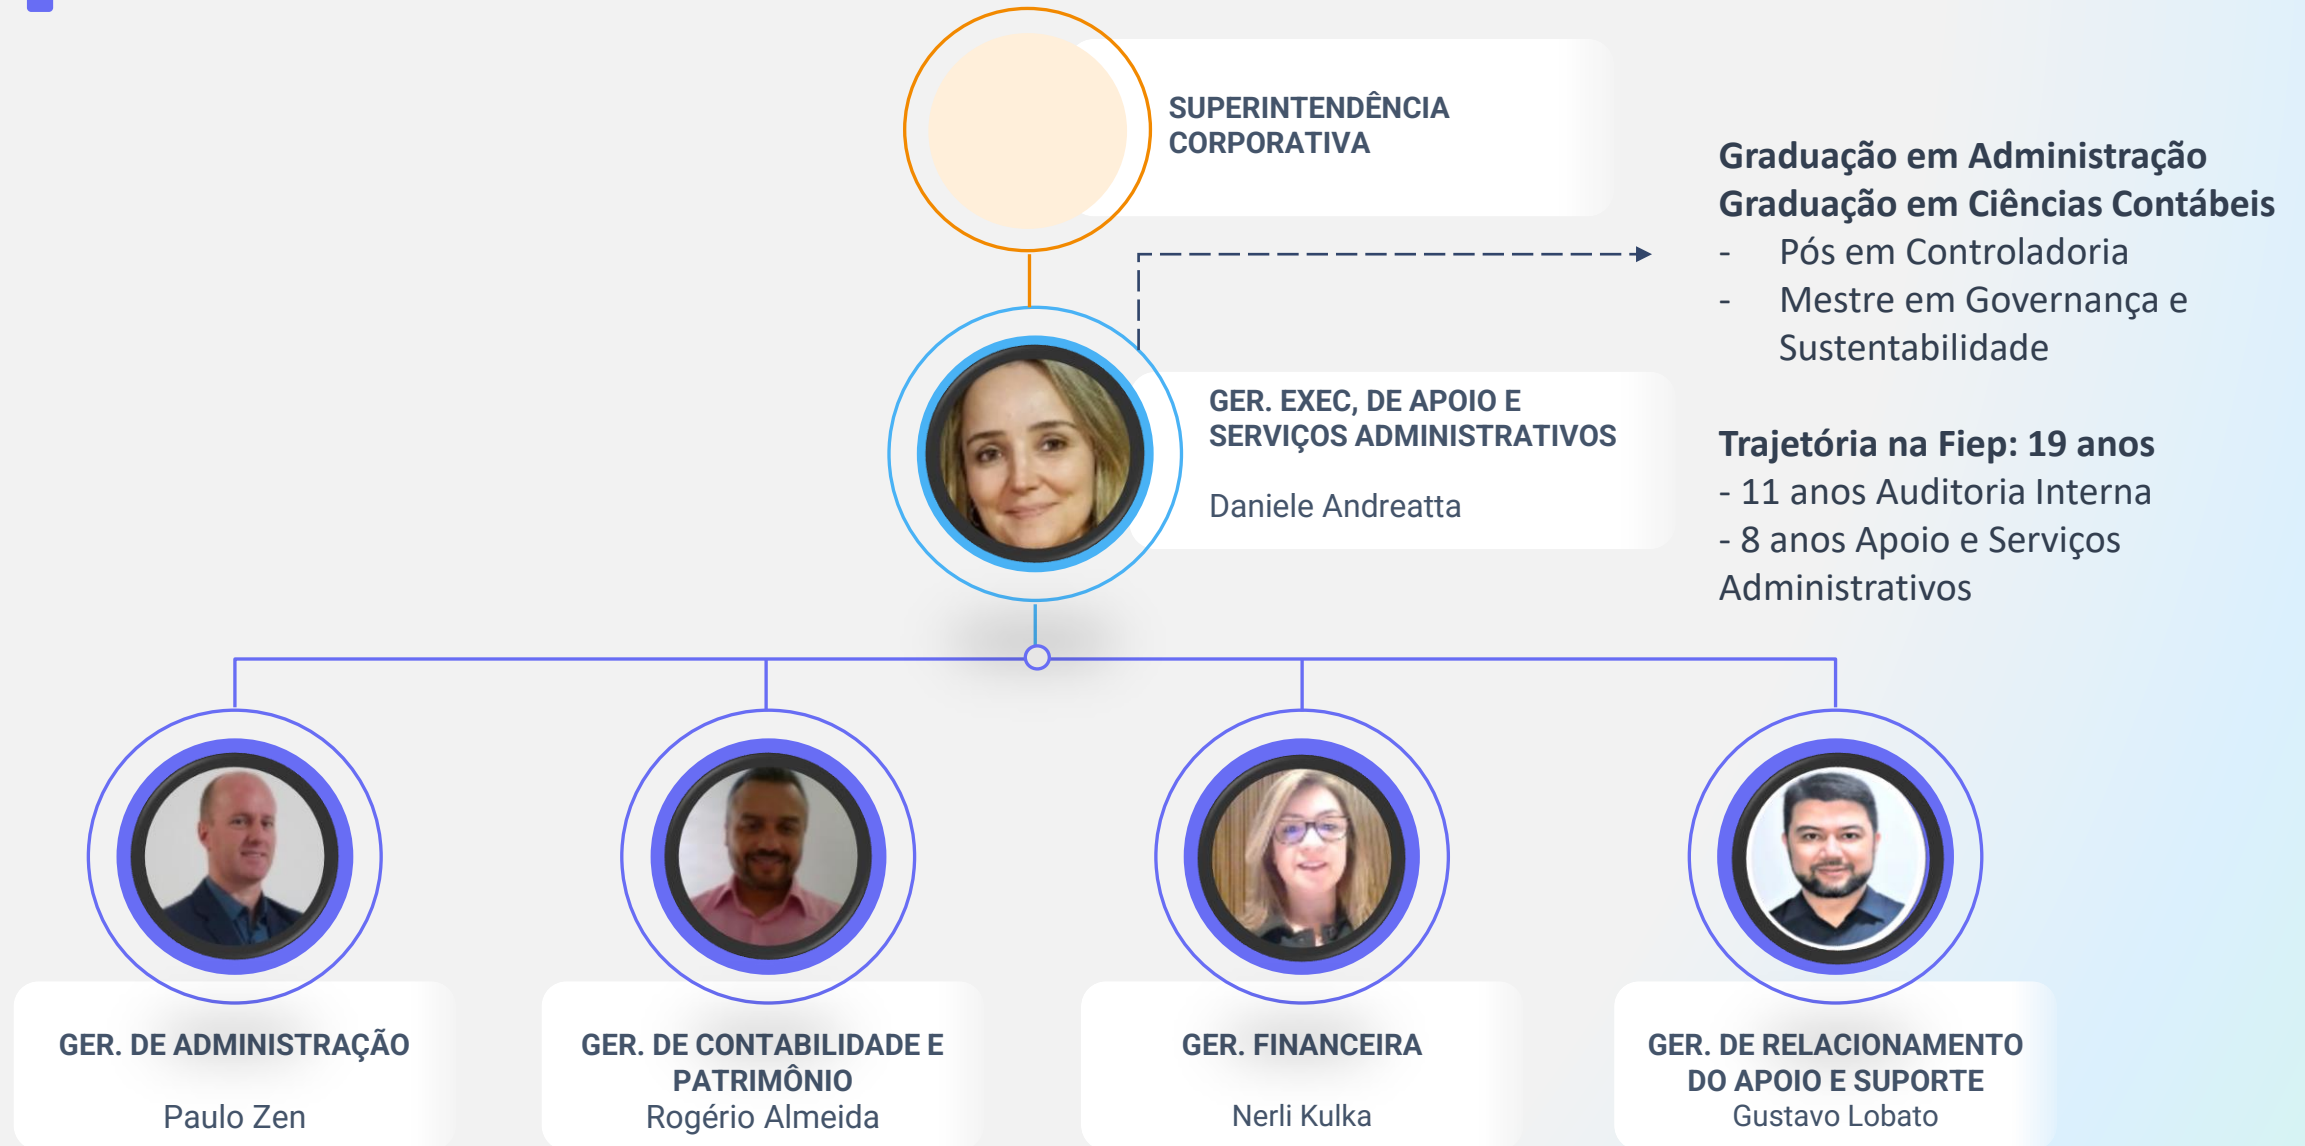 SUPERINTENDÊNCIA
CORPORATIVA
Graduação em Administração
Graduação em Ciências Contábeis
- Pós em Controladoria
- Mestre em Governança e
Sustentabilidade
GER. EXEC, DE APOIO E
SERVIÇOS ADMINISTRATIVOS
Daniele Andreatta
Trajetória na Fiep: 19 anos
- 11 anos Auditoria Interna
- 8 anos Apoio e Serviços
Administrativos
GER. DE ADMINISTRAÇÃO
Paulo Zen
GER. DE CONTABILIDADE E
PATRIMÔNIO
Rogério Almeida
GER. FINANCEIRA
Nerli Kulka
GER. DE RELACIONAMENTO
DO APOIO E SUPORTE
Gustavo Lobato